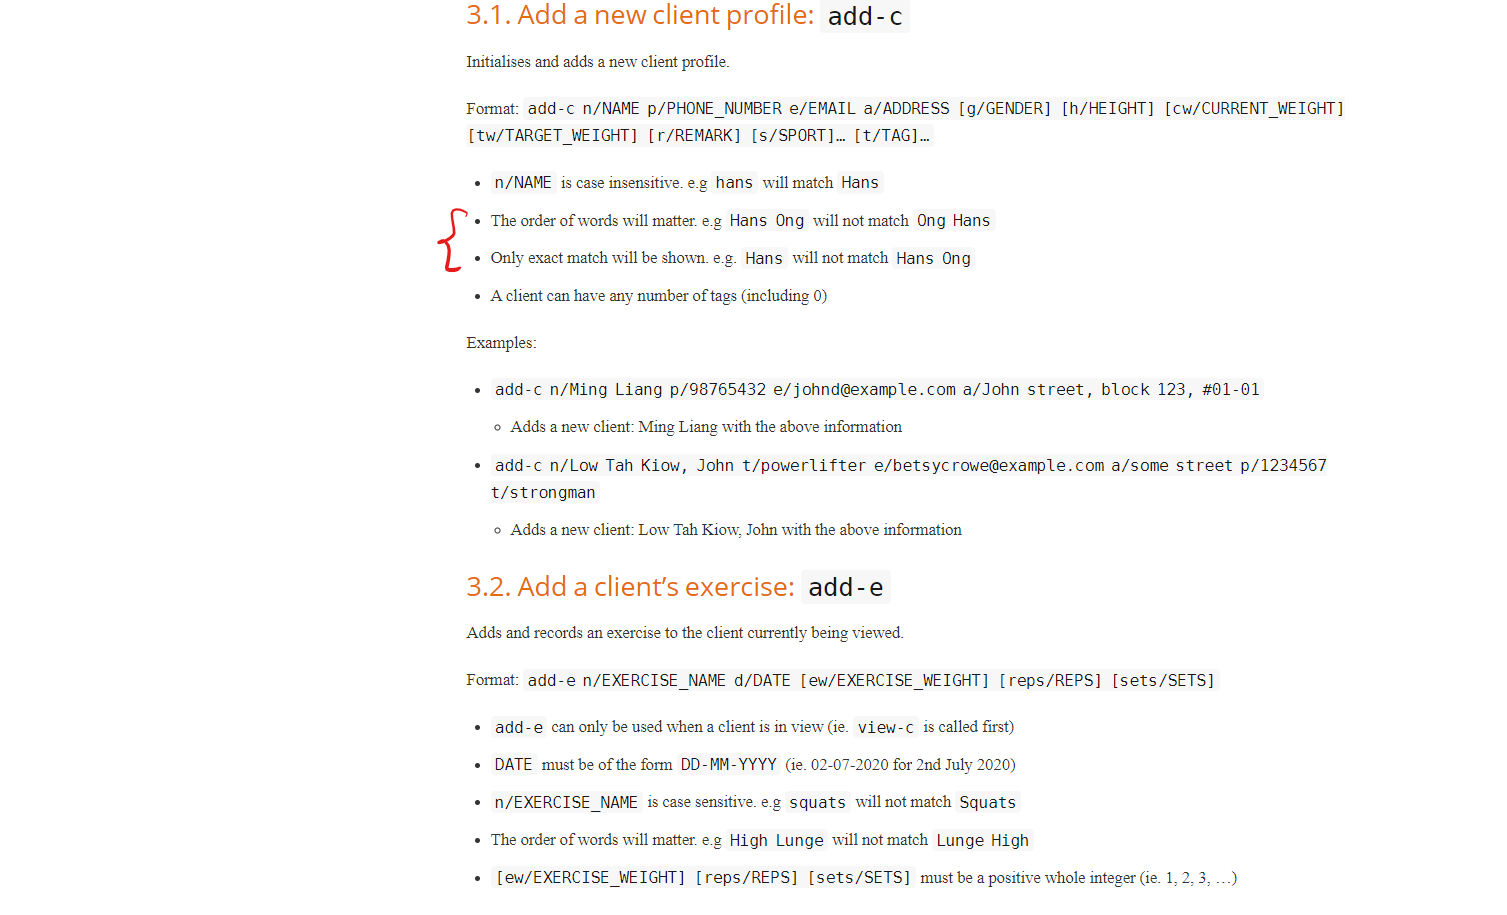 3.1. Add a new client profile: add-c
Initialises and adds a new client profile.
Format: add-c n/NAME p/PHONE_NUMBER e/EMAIL a/ADDRESS [g/GENDER] [h/HEIGHT] [cw/CURRENT_WEIGHT]
[tw/TARGET_WEIGHT] [r/REMARK] [s/SPORT]… [t/TAG]…
• n/NAME is case insensitive. e.g hans will match Hans
• The order of words will matter. e.g Hans Ong will not match Ong Hans
• Only exact match will be shown. e.g. Hans will not match Hans Ong
• A client can have any number of tags (including 0)
Examples:
• add-c n/Ming Liang p/98765432 e/johnd@example.com a/John street, block 123, #01-01
◦ Adds a new client: Ming Liang with the above information
• add-c n/Low Tah Kiow, John t/powerlifter e/betsycrowe@example.com a/some street p/1234567
t/strongman
◦ Adds a new client: Low Tah Kiow, John with the above information
3.2. Add a client’s exercise: add-e
Adds and records an exercise to the client currently being viewed.
Format: add-e n/EXERCISE_NAME d/DATE [ew/EXERCISE_WEIGHT] [reps/REPS] [sets/SETS]
• add-e can only be used when a client is in view (ie. view-c is called first)
• DATE must be of the form DD-MM-YYYY (ie. 02-07-2020 for 2nd July 2020)
• n/EXERCISE_NAME is case sensitive. e.g squats will not match Squats
• The order of words will matter. e.g High Lunge will not match Lunge High
• [ew/EXERCISE_WEIGHT] [reps/REPS] [sets/SETS] must be a positive whole integer (ie. 1, 2, 3, …)